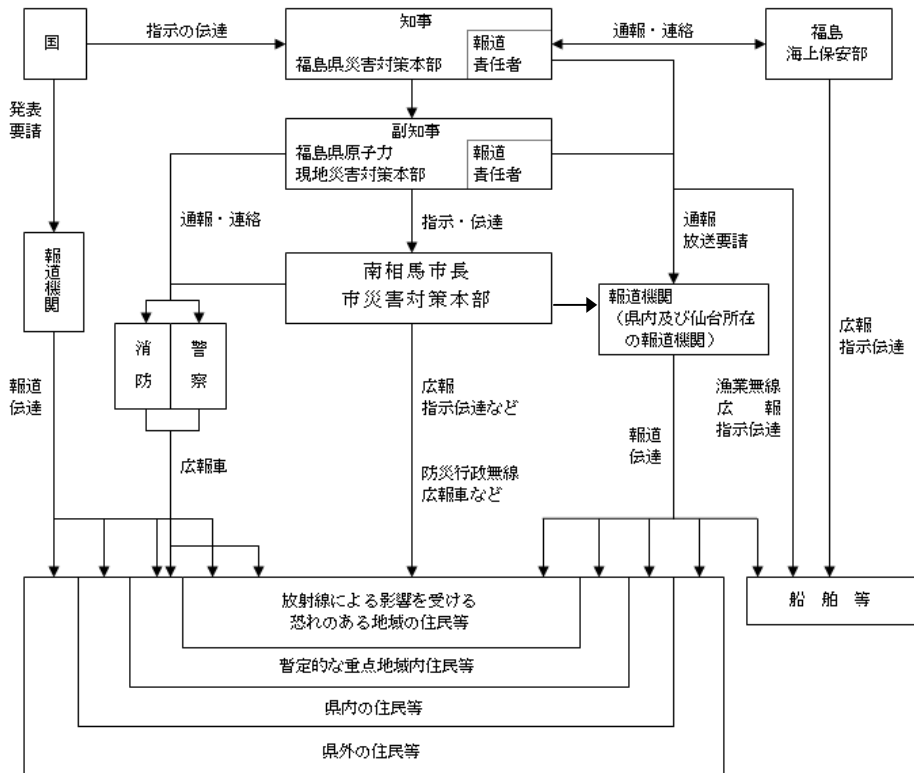 国
指示の伝達
知事
福島県災害対策本部
報道
責任者
通報・連絡
福島
海上保安部
発表
要請
副知事
福島県原子力
現地災害対策本部
報道
責任者
通報・連絡
指示・伝達
通報
放送要請
報道機関
南相馬市長
市災害対策本部
報道機関
（県内及び仙台所在
の報道機関）
消防
警察
広報
指示伝達
報道
伝達
広報
指示伝達など
漁業無線
広報
指示伝達
報道
伝達
広報車
防災行政無線
広報車など
放射線による影響を受ける
恐れのある地域の住民等
船舶等
暫定的な重点地域内住民等
県内の住民等
県外の住民等